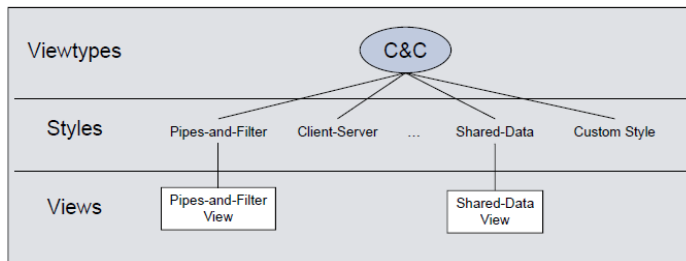 Viewtypes
C&C
Styles
Pipes-and-Filter
Client-Server
...
Shared-Data
Custom Style
Views
Pipes-and-Filter
View
Shared-Data
View